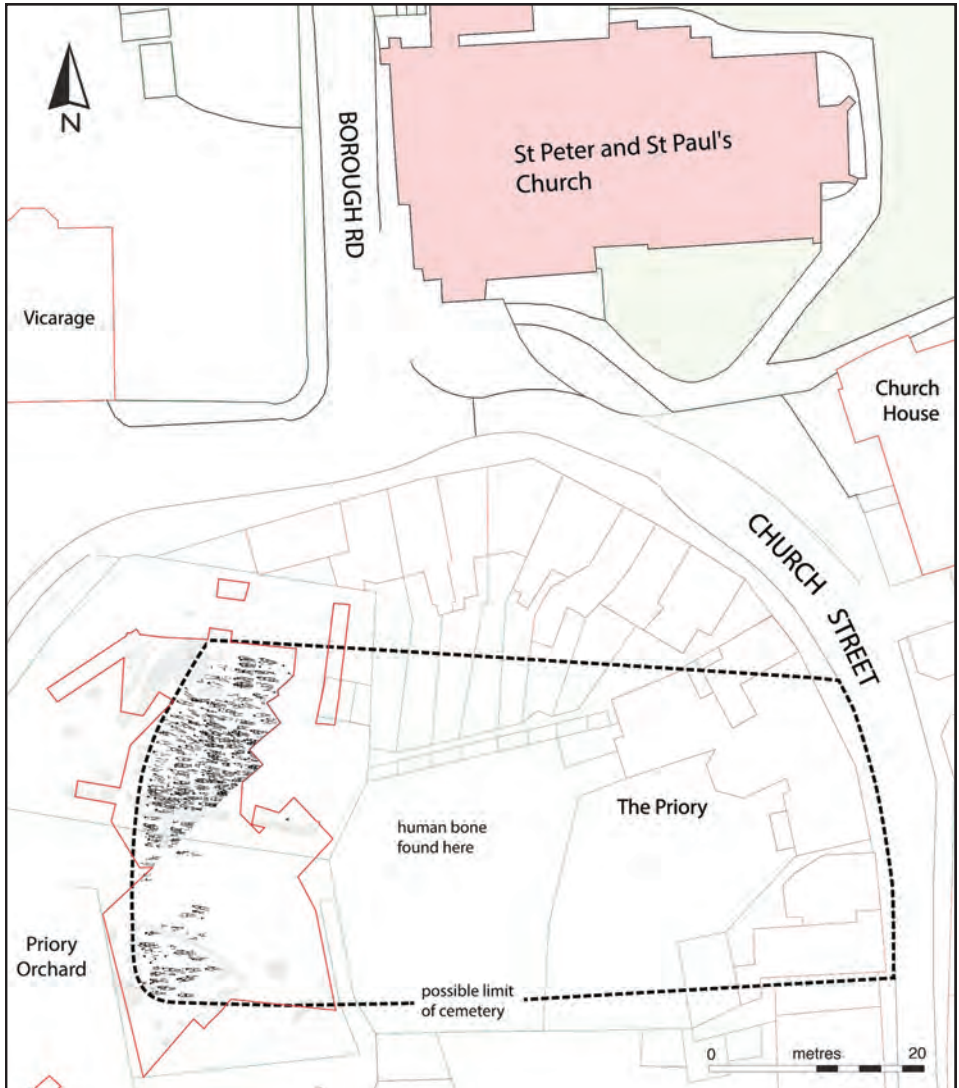 N
BOROUGH RD
St Peter and St Paul's
Church
Vicarage
Church
House
CHURCH STREET
The Priory
human bone
found here
Priory
Orchard
possible limit
of cemetery
0 metres 20